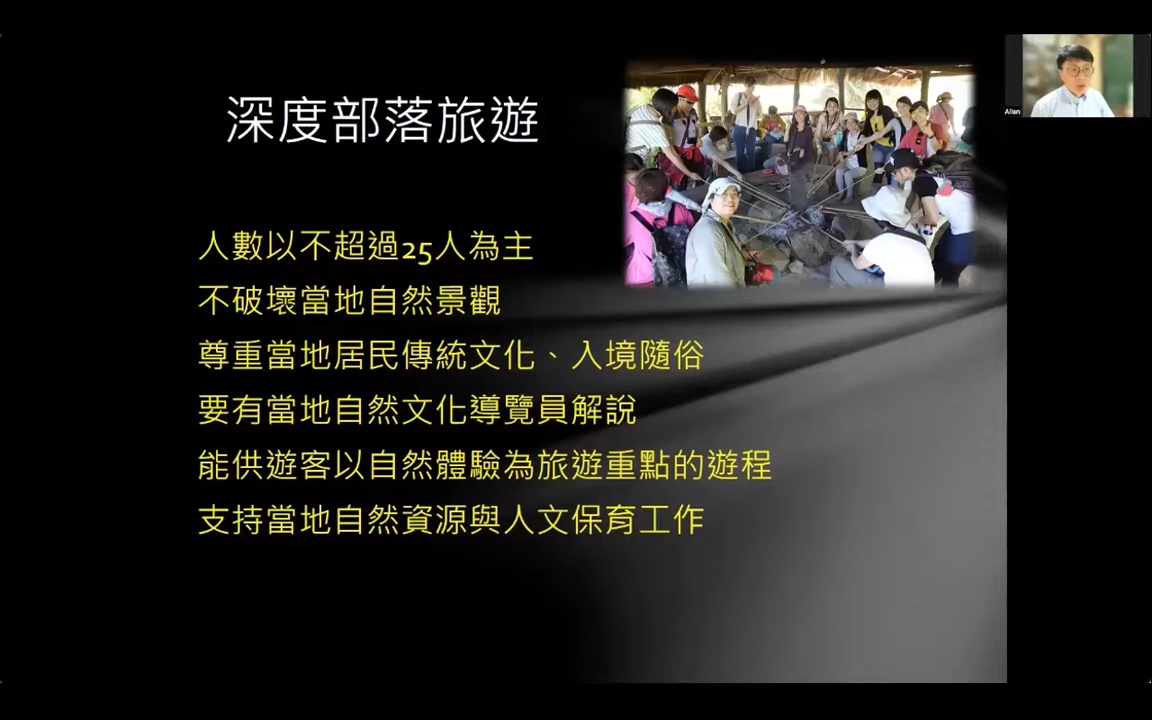 深度部落旅遊
Allen
人數以不超過25人為主
不破壞當地自然景觀
尊重當地居民傳統文化、入境隨俗
要有當地自然文化導覽員解說
能供遊客以自然體驗為旅遊重點的遊程
支持當地自然資源與人文保育工作